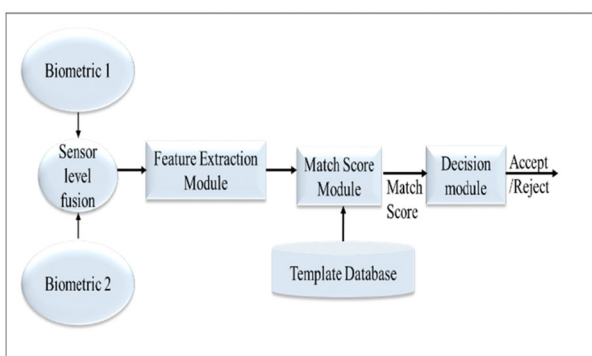 Biometric 1
Sensor
level
fusion
Biometric 2
Feature Extraction
Module
Match Score
Module
Match
Score
Template Database
Decision
module
Accept
/Reject